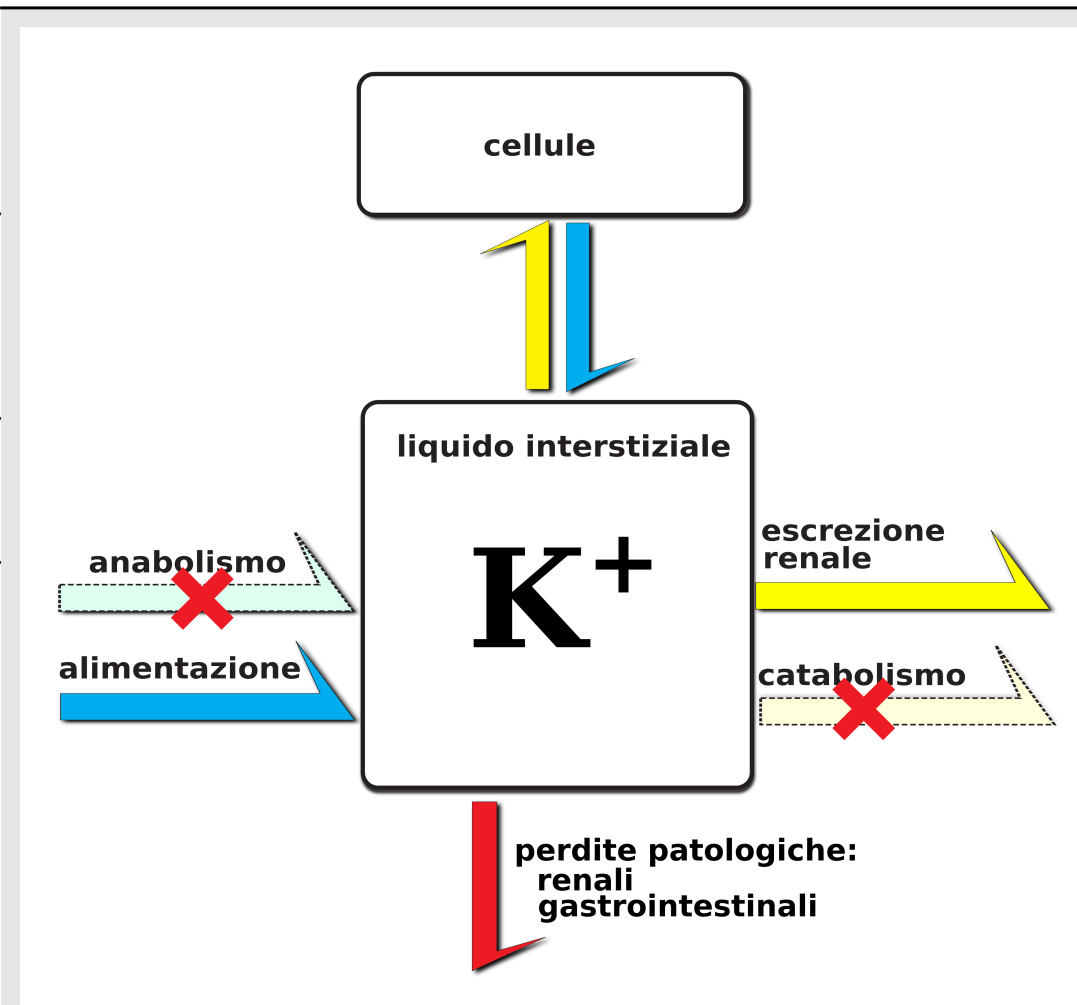 cellule
liquido interstiziale
K+
anabolismo
alimentazione
escrezione
renale
catabolismo
perdite patologiche:
renali
gastrointestinali